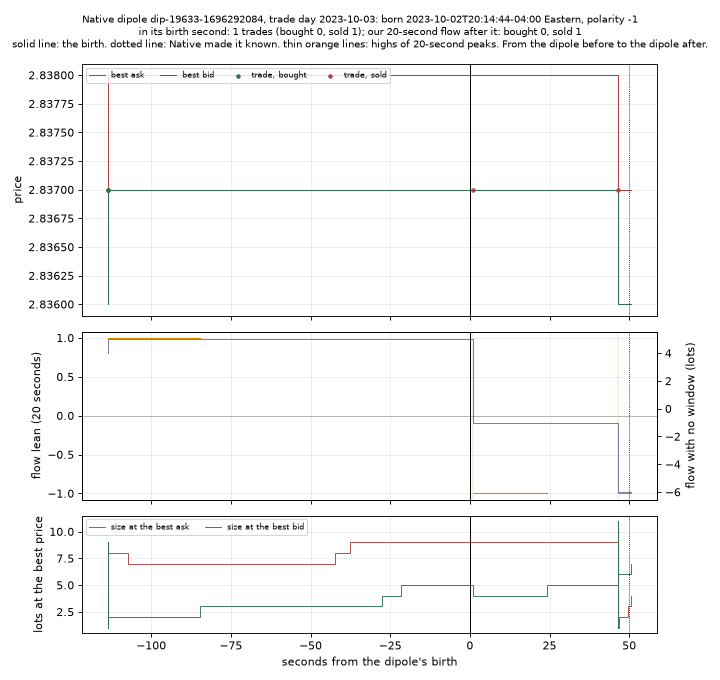 Native dipole dip-19633-1696292084, trade day 2023-10-03: born 2023-10-02T20:14:44-04:00 Eastern, polarity -1
in its birth second: 1 trades (bought 0, sold 1); our 20-second flow after it: bought 0, sold 1
solid line: the birth. dotted line: Native made it known. thin orange lines: highs of 20-second peaks. From the dipole before to the dipole after.
best ask best bid trade, bought trade, sold
2.83800
2.83775
2.83750
2.83725
2.83700
2.83675
2.83650
2.83625
2.83600
price
1.0
0.5
0.0
−0.5
−1.0
flow lean (20 seconds)
4
2
0
−2
−4
−6
flow with no window (lots)
size at the best ask size at the best bid
10.0
7.5
5.0
2.5
lots at the best price
−100 −75 −50 −25 0 25 50
seconds from the dipole's birth